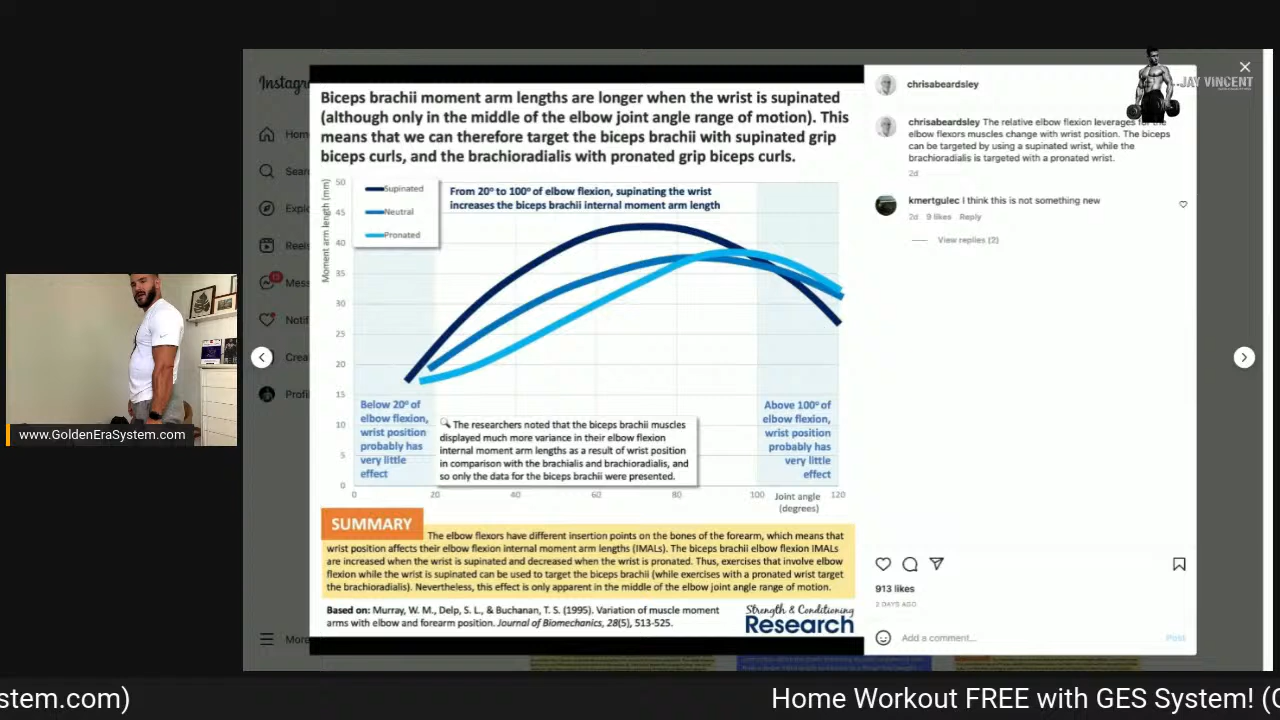 Instagr
Hom
Sear
Explo
Reels
Mess
Notif
Crea
Profi
More
Biceps brachii moment arm lengths are longer when the wrist is supinated
(although only in the middle of the elbow joint angle range of motion). This
means that we can therefore target the biceps brachii with supinated grip
biceps curls, and the brachioradialis with pronated grip biceps curls.
Moment arm length (mm)
50
45
40
35
30
25
20
15
10
5
0
Supinated
Neutral
Pronated
From 20° to 100° of elbow flexion, supinating the wrist
increases the biceps brachii internal moment arm length
Below 20° of
elbow flexion,
wrist position
probably has
very little
effect
The researchers noted that the biceps brachii muscles
displayed much more variance in their elbow flexion
internal moment arm lengths as a result of wrist position
in comparison with the brachialis and brachioradialis, and
so only the data for the biceps brachii were presented.
Above 100° of
elbow flexion,
wrist position
probably has
very little
effect
0 20 40 60 80 100 120
Joint angle
(degrees)
SUMMARY
The elbow flexors have different insertion points on the bones of the forearm, which means that
wrist position affects their elbow flexion internal moment arm lengths (IMALs). The biceps brachii elbow flexion IMALs
are increased when the wrist is supinated and decreased when the wrist is pronated. Thus, exercises that involve elbow
flexion while the wrist is supinated can be used to target the biceps brachii (while exercises with a pronated wrist target
the brachioradialis). Nevertheless, this effect is only apparent in the middle of the elbow joint angle range of motion.
Based on: Murray, W. M., Delp, S. L., & Buchanan, T. S. (1995). Variation of muscle moment
arms with elbow and forearm position. Journal of Biomechanics, 28(5), 513-525.
Strength & Conditioning
Research
chrisabeardsley
JAY VINCENT
chrisabeardsley The relative elbow flexion leverages for the
elbow flexors muscles change with wrist position. The biceps
can be targeted by using a supinated wrist, while the
brachioradialis is targeted with a pronated wrist.
2d
kmertgulec I think this is not something new
2d 9 likes Reply
View replies (2)
913 likes
2 DAYS AGO
Add a comment...
Post
www.GoldenEraSystem.com
stem.com)
Home Workout FREE with GES System! (